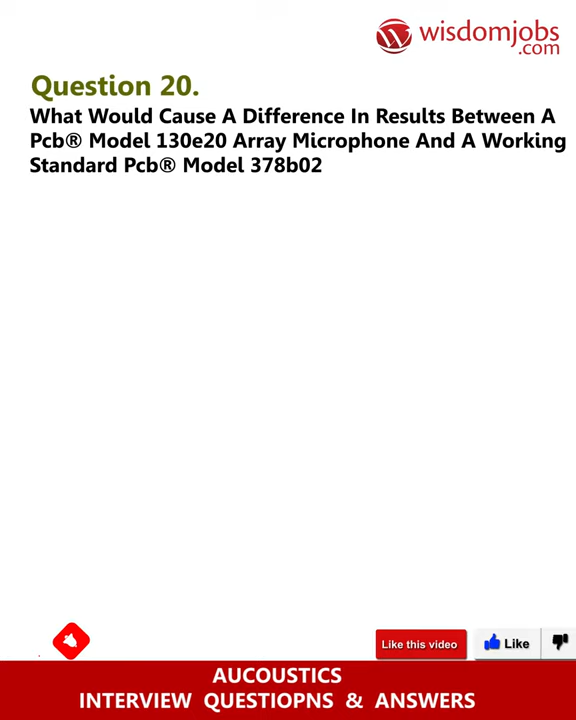 wisdomjobs
.com
Question 20.
What Would Cause A Difference In Results Between A
Pcb® Model 130e20 Array Microphone And A Working
Standard Pcb® Model 378b02
Like this video
Like
AUCOUSTICS
INTERVIEW QUESTIOPNS & ANSWERS